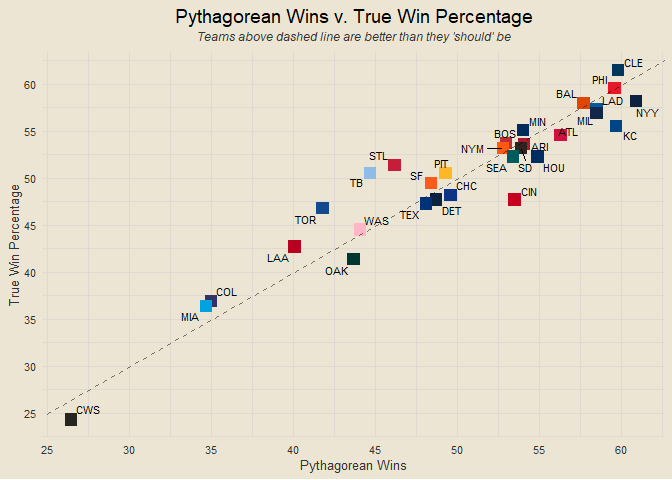 Pythagorean Wins v. True Win Percentage
Teams above dashed line are better than they 'should' be
True Win Percentage
60
55
50
45
40
35
30
25
CLE
PHI
BAL
LAD
NYY
MIL
KC
MIN
BOS
ATL
NYM
ARI
SEA
SD
HOU
STL
PIT
TB
SF
CHC
CIN
TOR
TEX
DET
WAS
LAA
OAK
COL
MIA
CWS
25
30
35
40
45
50
55
60
Pythagorean Wins